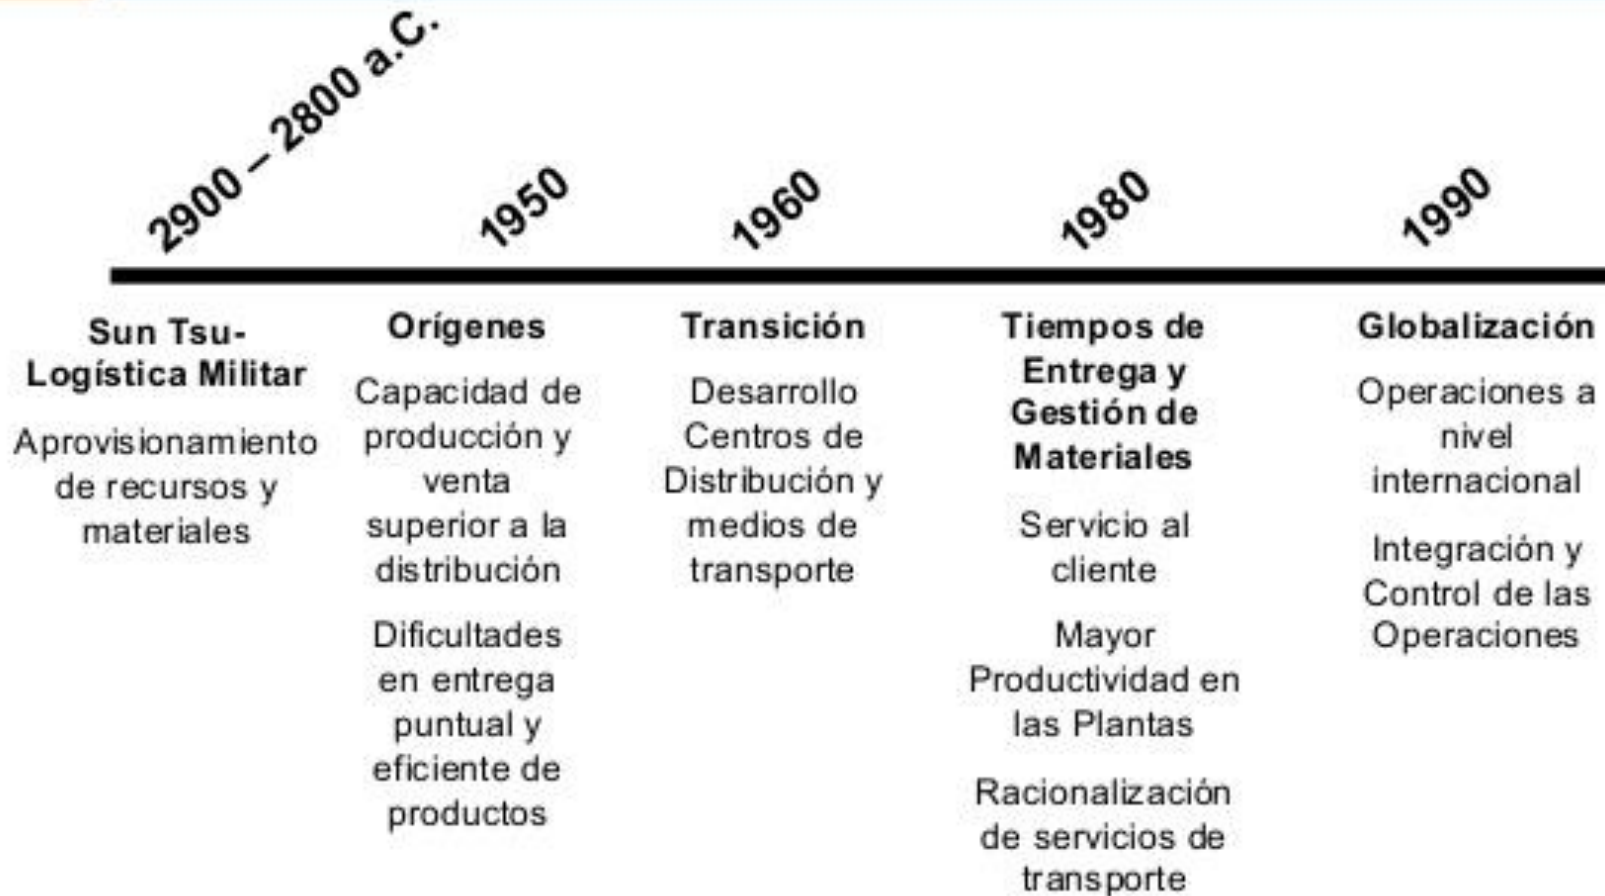 2900 – 2800 a.C.
1950
1960
1980
1990
Sun Tsu-
Logística Militar
Aprovisionamiento
de recursos y
materiales
Orígenes
Capacidad de
producción y
venta
superior a la
distribución
Dificultades
en entrega
puntual y
eficiente de
productos
Transición
Desarrollo
Centros de
Distribución y
medios de
transporte
Tiempos de
Entrega y
Gestión de
Materiales
Servicio al
cliente
Mayor
Productividad en
las Plantas
Racionalización
de servicios de
transporte
Globalización
Operaciones a
nivel
internacional
Integración y
Control de las
Operaciones